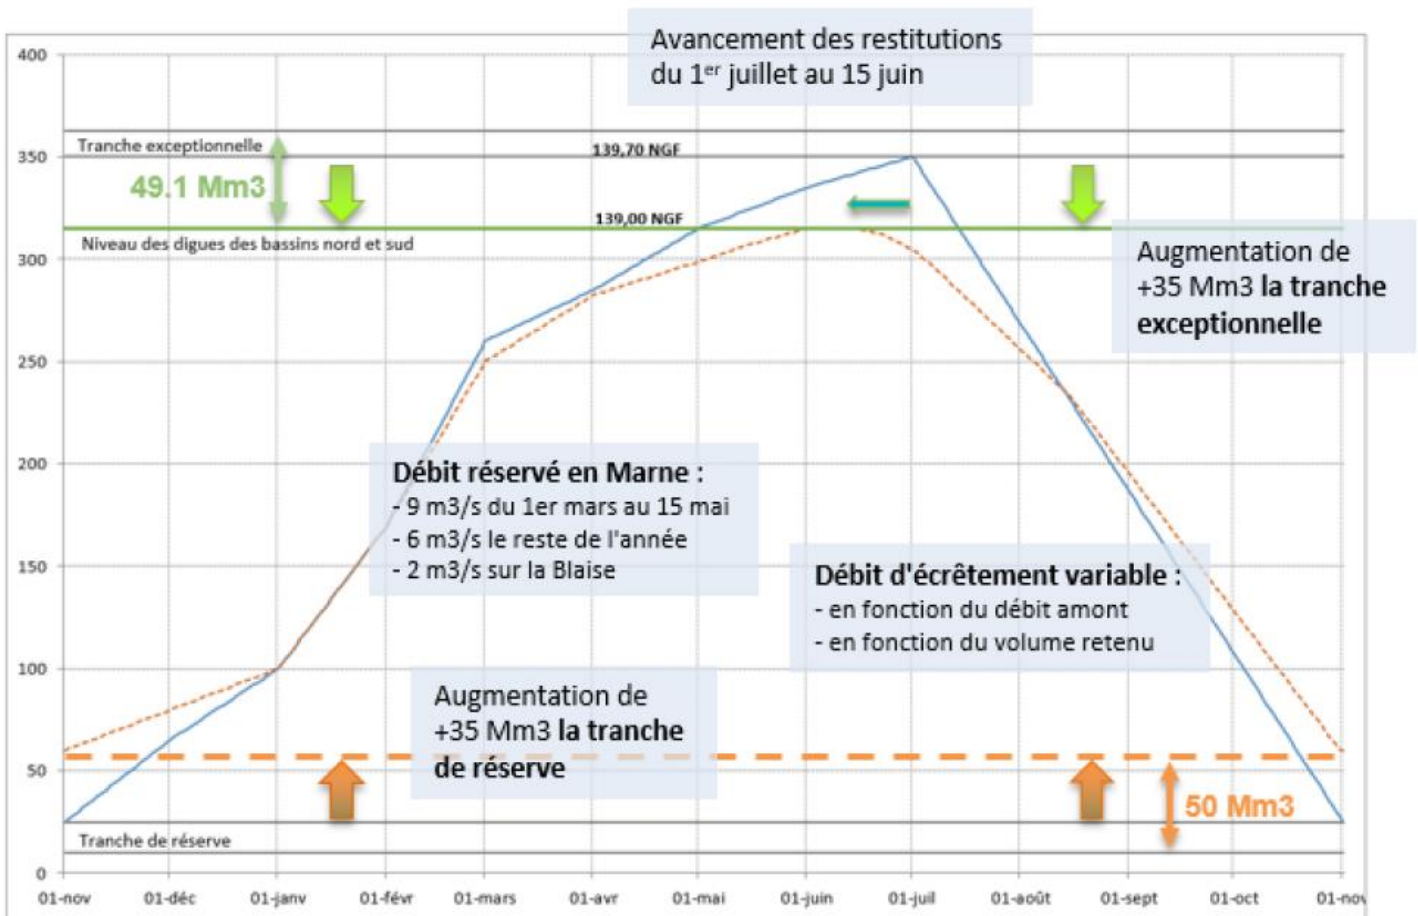 Avancement des restitutions
du 1er juillet au 15 juin
400
Tranche exceptionnelle
139,70 NGF
350
49.1 Mm3
139,00 NGF
Niveau des digues des bassins nord et sud
Augmentation de
+35 Mm3 la tranche
exceptionnelle
300
250
200
Débit réservé en Marne :
- 9 m3/s du 1er mars au 15 mai
- 6 m3/s le reste de l'année
- 2 m3/s sur la Blaise
150
Débit d'écrêtement variable :
- en fonction du débit amont
- en fonction du volume retenu
100
Augmentation de
+35 Mm3 la tranche
de réserve
50
50 Mm3
Tranche de réserve
0
01-nov 01-déc 01-janv 01-févr 01-mars 01-avr 01-mai 01-juin 01-juil 01-août 01-sept 01-oct 01-nov